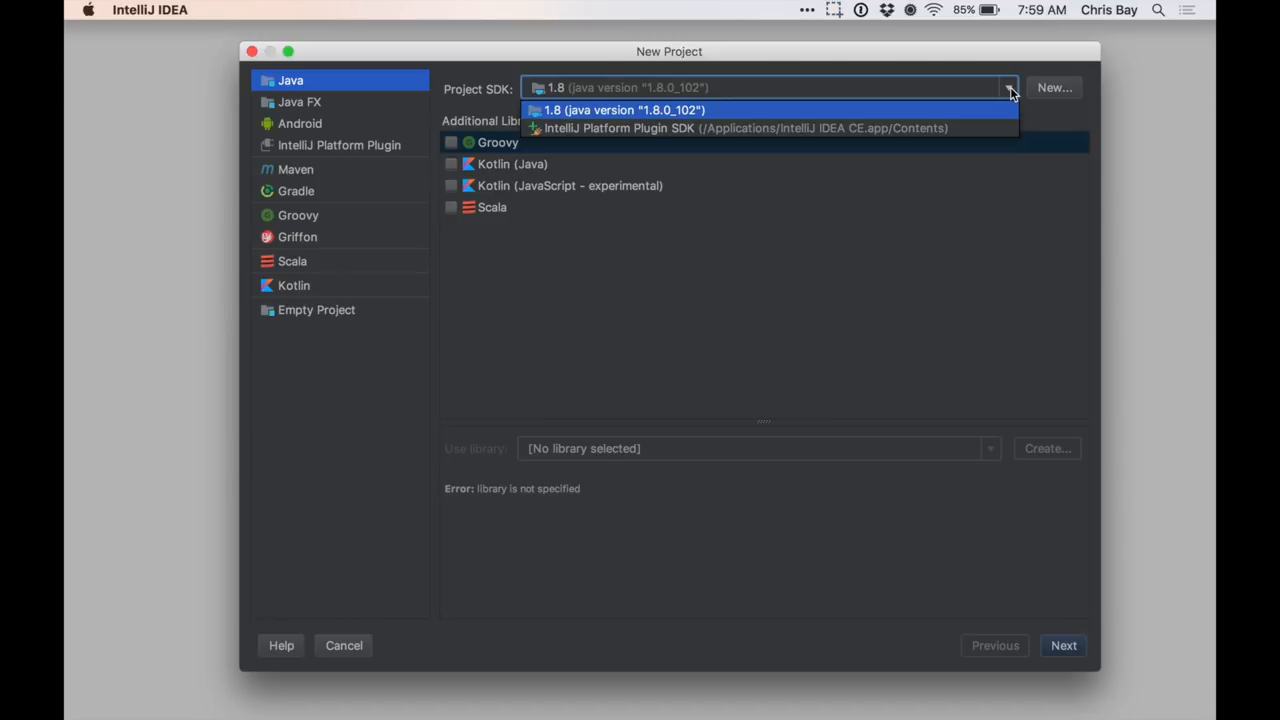 IntelliJ IDEA
85%
7:59 AM
Chris Bay
New Project
Java
Java FX
Android
IntelliJ Platform Plugin
Maven
Gradle
Groovy
Griffon
Scala
Kotlin
Empty Project
Project SDK:
1.8 (java version "1.8.0_102")
New...
1.8 (java version "1.8.0_102")
IntelliJ Platform Plugin SDK (/Applications/IntelliJ IDEA CE.app/Contents)
Additional Lib
Groovy
Kotlin (Java)
Kotlin (JavaScript - experimental)
Scala
Use library:
[No library selected]
Create...
Error: library is not specified
Help
Cancel
Previous
Next